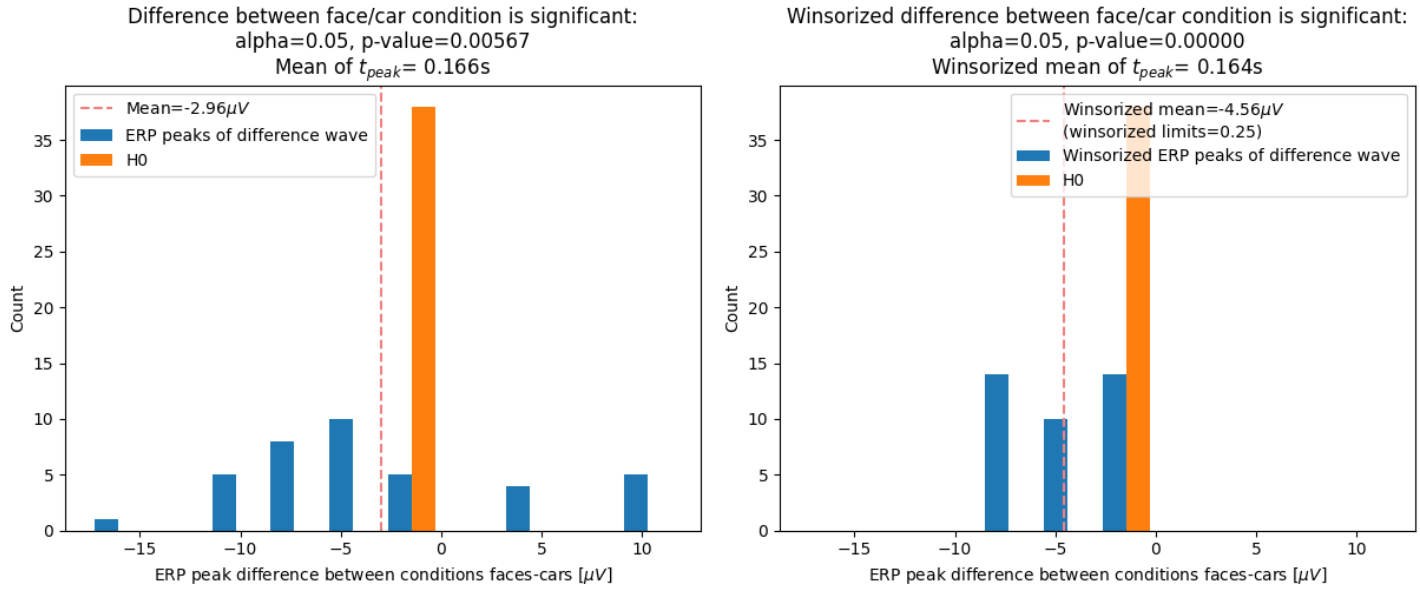 Difference between face/car condition is significant:
alpha=0.05, p-value=0.00567
Mean of t_peak= 0.166s
Mean=-2.96μV
ERP peaks of difference wave
H0
Count
35
30
25
20
15
10
5
0
−15 −10 −5 0 5 10
ERP peak difference between conditions faces-cars [μV]
Winsorized difference between face/car condition is significant:
alpha=0.05, p-value=0.00000
Winsorized mean of t_peak= 0.164s
Winsorized mean=-4.56μV
(winsorized limits=0.25)
Winsorized ERP peaks of difference wave
H0
Count
35
30
25
20
15
10
5
0
−15 −10 −5 0 5 10
ERP peak difference between conditions faces-cars [μV]